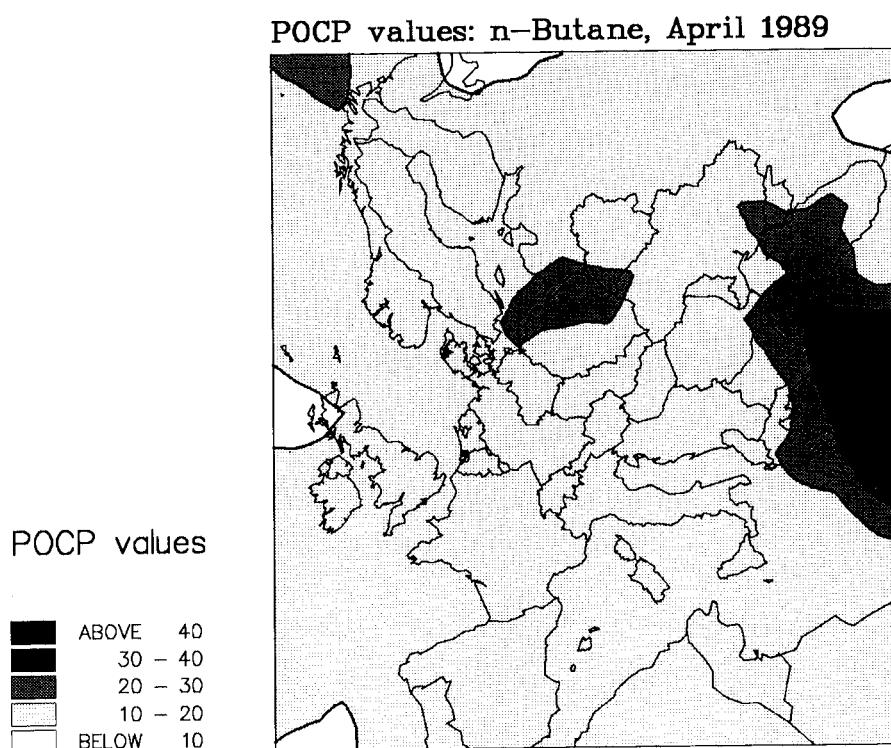 POCP values: n-Butane, April 1989
POCP values
ABOVE 40
30 - 40
20 - 30
10 - 20
BELOW 10